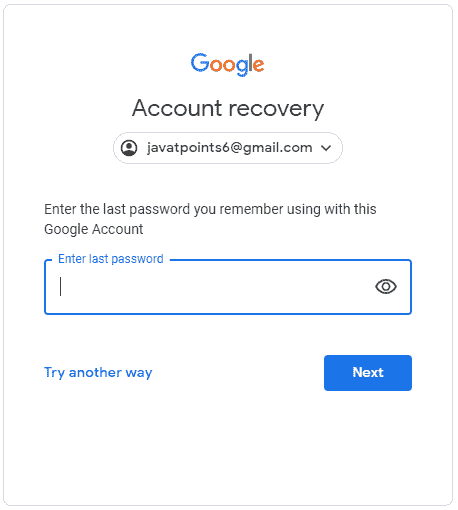 Google
Account recovery
javatpoints6@gmail.com
Enter the last password you remember using with this
Google Account
Enter last password
Try another way
Next